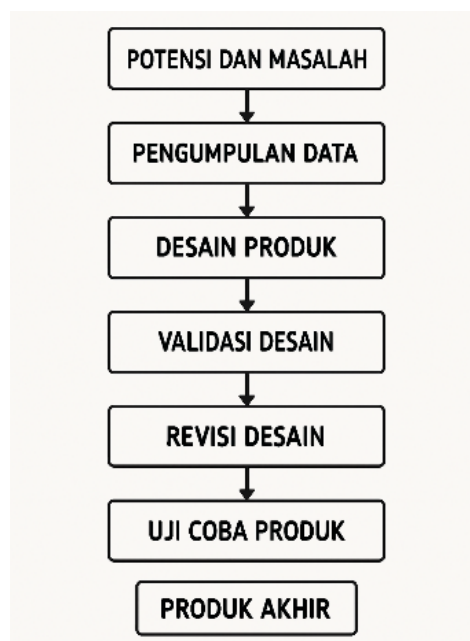 POTENSI DAN MASALAH
PENGUMPULAN DATA
DESAIN PRODUK
VALIDASI DESAIN
REVISI DESAIN
UJI COBA PRODUK
PRODUK AKHIR